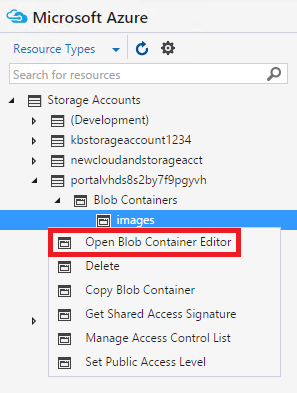 Microsoft Azure
Resource Types
Search for resources
Storage Accounts
(Development)
kbstorageaccount1234
newcloudandstorageacct
portalvhds8s2by7f9pgyvh
Blob Containers
images
Open Blob Container Editor
Delete
Copy Blob Container
Get Shared Access Signature
Manage Access Control List
Set Public Access Level